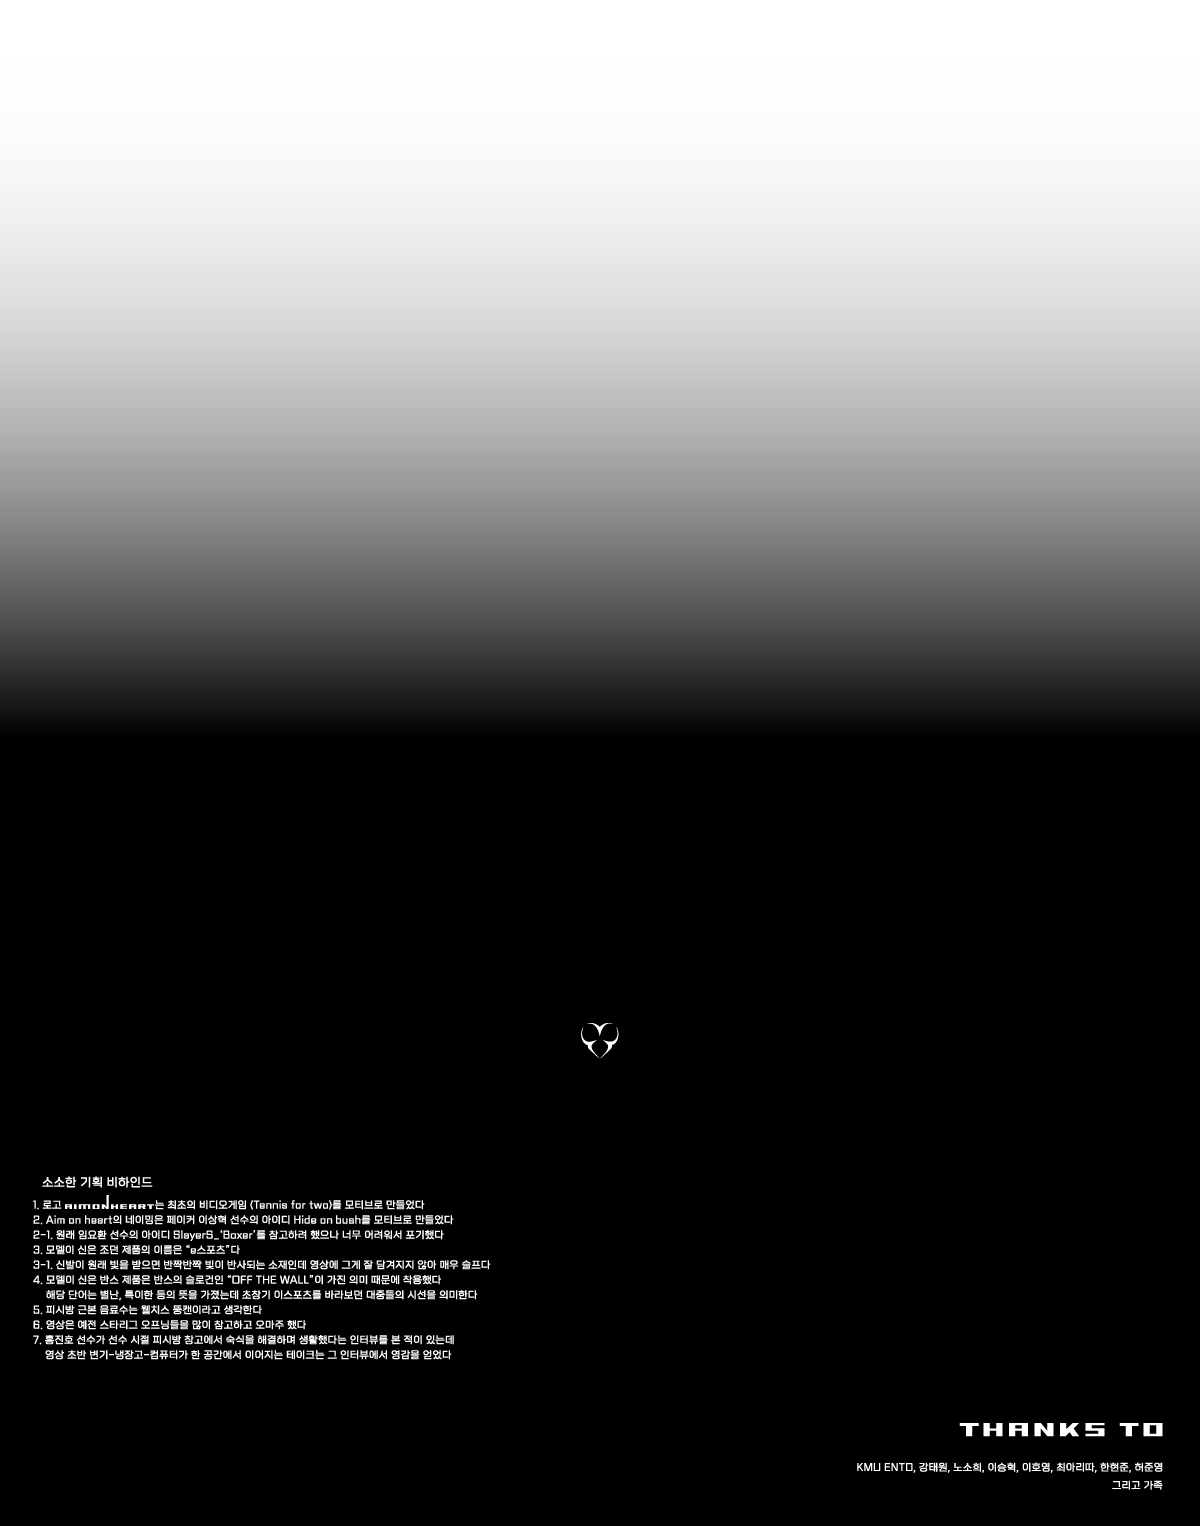 소소한 기획 비하인드
1. 로고 AIMONHEART는 최초의 비디오게임 <Tennis for two>를 모티브로 만들었다
2. Aim on heart의 네이밍은 페이커 이상혁 선수의 아이디 Hide on bush를 모티브로 만들었다
2-1. 원래 임요환 선수의 아이디 SlayerS_‘Boxer’를 참고하려 했으나 너무 어려워서 포기했다
3. 모델이 신은 조던 제품의 이름은 “e스포츠”다
3-1. 신발이 원래 빛을 받으면 반짝반짝 빛이 반사되는 소재인데 영상에 그게 잘 담겨지지 않아 매우 슬프다
4. 모델이 신은 반스 제품은 반스의 슬로건인 “OFF THE WALL”이 가진 의미 때문에 착용했다
해당 단어는 별난, 특이한 등의 뜻을 가졌는데 초창기 이스포츠를 바라보던 대중들의 시선을 의미한다
5. 피시방 근본 음료수는 웰치스 뚱캔이라고 생각한다
6. 영상은 예전 스타리그 오프닝들을 많이 참고하고 오마주 했다
7. 홍진호 선수가 선수 시절 피시방 창고에서 숙식을 해결하며 생활했다는 인터뷰를 본 적이 있는데
영상 초반 변기-냉장고-컴퓨터가 한 공간에서 이어지는 테이크는 그 인터뷰에서 영감을 얻었다
THANKS TO
KMU ENTO, 강태원, 노소희, 이승혁, 이호영, 최아리따, 한현준, 허준영
그리고 가족